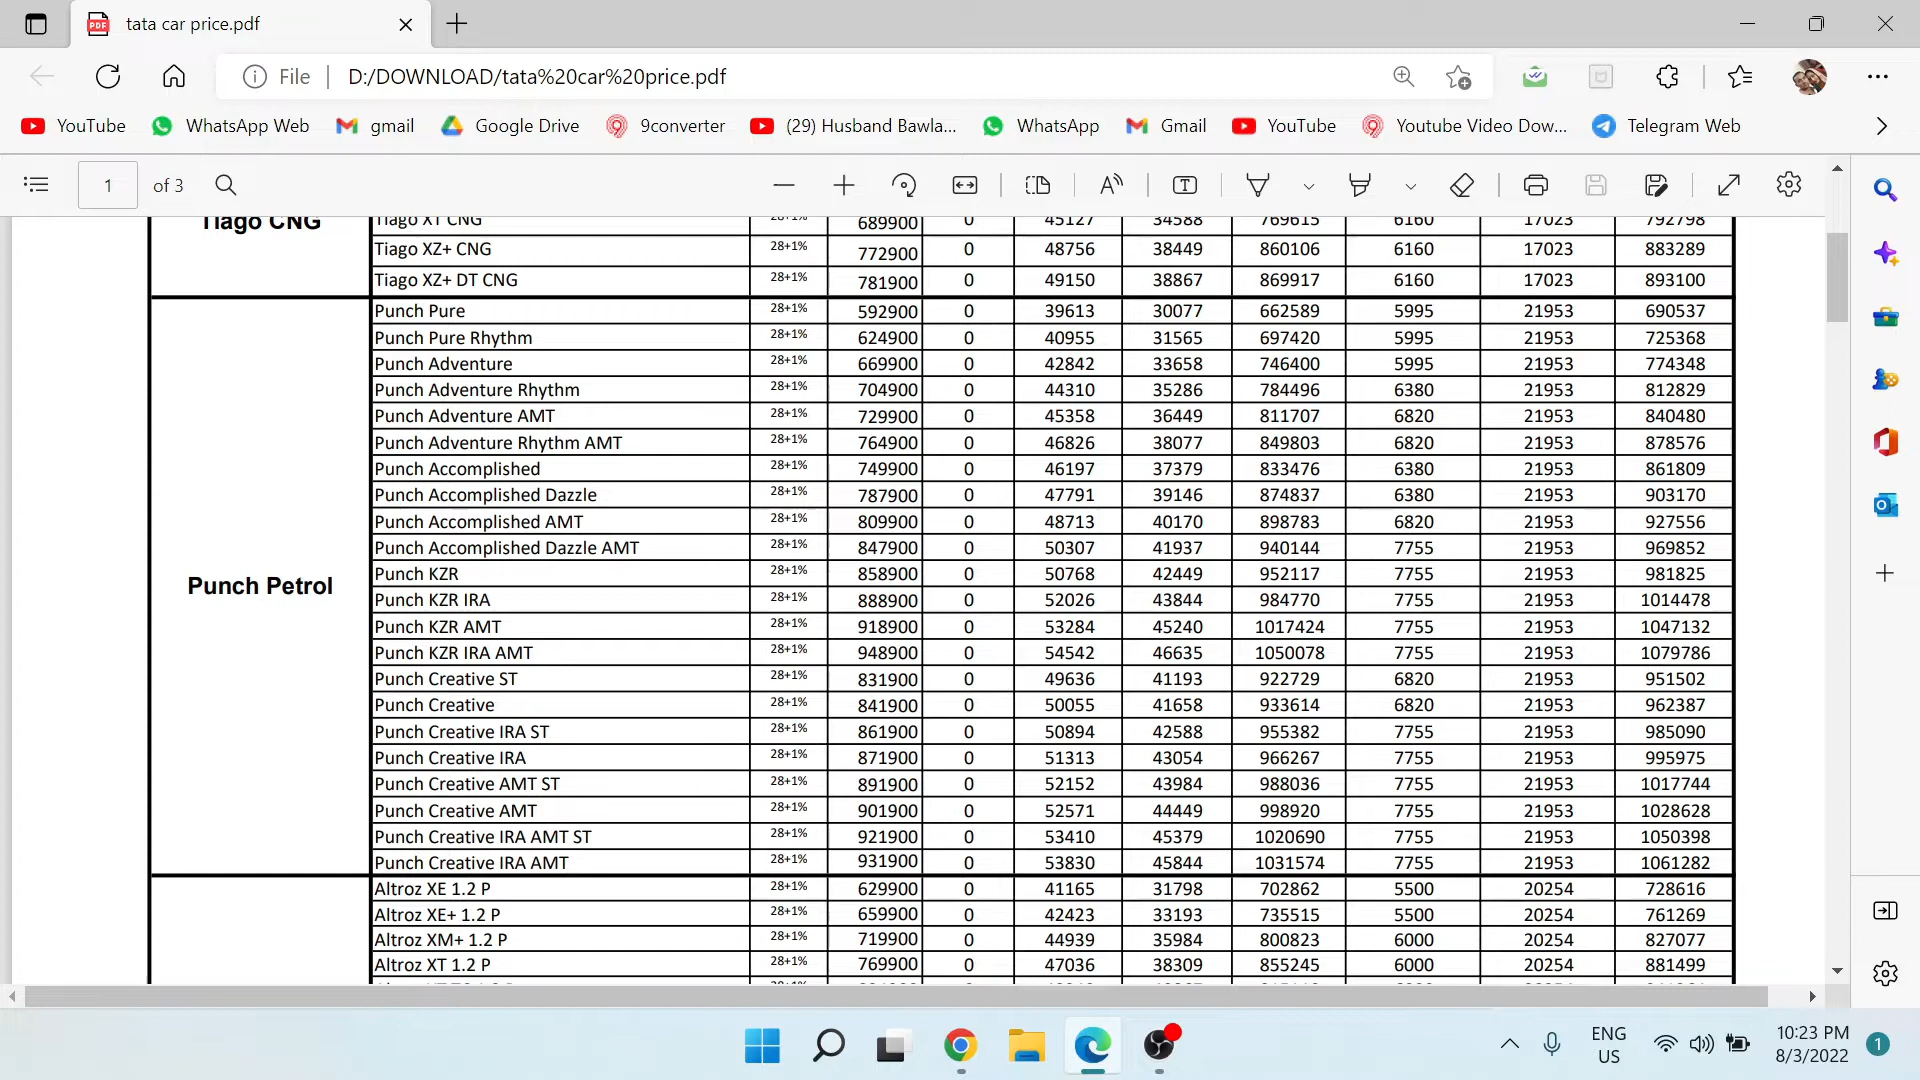 tata car price.pdf
File D:/DOWNLOAD/tata%20car%20price.pdf
YouTube WhatsApp Web gmail Google Drive 9converter (29) Husband Bawla... WhatsApp Gmail YouTube Youtube Video Dow... Telegram Web
1 of 3
Tiago CNG
Tiago XT CNG 28+1% 689900 0 45127 34588 769615 6160 17023 792798
Tiago XZ+ CNG 28+1% 772900 0 48756 38449 860106 6160 17023 883289
Tiago XZ+ DT CNG 28+1% 781900 0 49150 38867 869917 6160 17023 893100
Punch Petrol
Punch Pure 28+1% 592900 0 39613 30077 662589 5995 21953 690537
Punch Pure Rhythm 28+1% 624900 0 40955 31565 697420 5995 21953 725368
Punch Adventure 28+1% 669900 0 42842 33658 746400 5995 21953 774348
Punch Adventure Rhythm 28+1% 704900 0 44310 35286 784496 6380 21953 812829
Punch Adventure AMT 28+1% 729900 0 45358 36449 811707 6820 21953 840480
Punch Adventure Rhythm AMT 28+1% 764900 0 46826 38077 849803 6820 21953 878576
Punch Accomplished 28+1% 749900 0 46197 37379 833476 6380 21953 861809
Punch Accomplished Dazzle 28+1% 787900 0 47791 39146 874837 6380 21953 903170
Punch Accomplished AMT 28+1% 809900 0 48713 40170 898783 6820 21953 927556
Punch Accomplished Dazzle AMT 28+1% 847900 0 50307 41937 940144 7755 21953 969852
Punch KZR 28+1% 858900 0 50768 42449 952117 7755 21953 981825
Punch KZR IRA 28+1% 888900 0 52026 43844 984770 7755 21953 1014478
Punch KZR AMT 28+1% 918900 0 53284 45240 1017424 7755 21953 1047132
Punch KZR IRA AMT 28+1% 948900 0 54542 46635 1050078 7755 21953 1079786
Punch Creative ST 28+1% 831900 0 49636 41193 922729 6820 21953 951502
Punch Creative 28+1% 841900 0 50055 41658 933614 6820 21953 962387
Punch Creative IRA ST 28+1% 861900 0 50894 42588 955382 7755 21953 985090
Punch Creative IRA 28+1% 871900 0 51313 43054 966267 7755 21953 995975
Punch Creative AMT ST 28+1% 891900 0 52152 43984 988036 7755 21953 1017744
Punch Creative AMT 28+1% 901900 0 52571 44449 998920 7755 21953 1028628
Punch Creative IRA AMT ST 28+1% 921900 0 53410 45379 1020690 7755 21953 1050398
Punch Creative IRA AMT 28+1% 931900 0 53830 45844 1031574 7755 21953 1061282
Altroz XE 1.2 P 28+1% 629900 0 41165 31798 702862 5500 20254 728616
Altroz XE+ 1.2 P 28+1% 659900 0 42423 33193 735515 5500 20254 761269
Altroz XM+ 1.2 P 28+1% 719900 0 44939 35984 800823 6000 20254 827077
Altroz XT 1.2 P 28+1% 769900 0 47036 38309 855245 6000 20254 881499
ENG
US
10:23 PM
8/3/2022
1